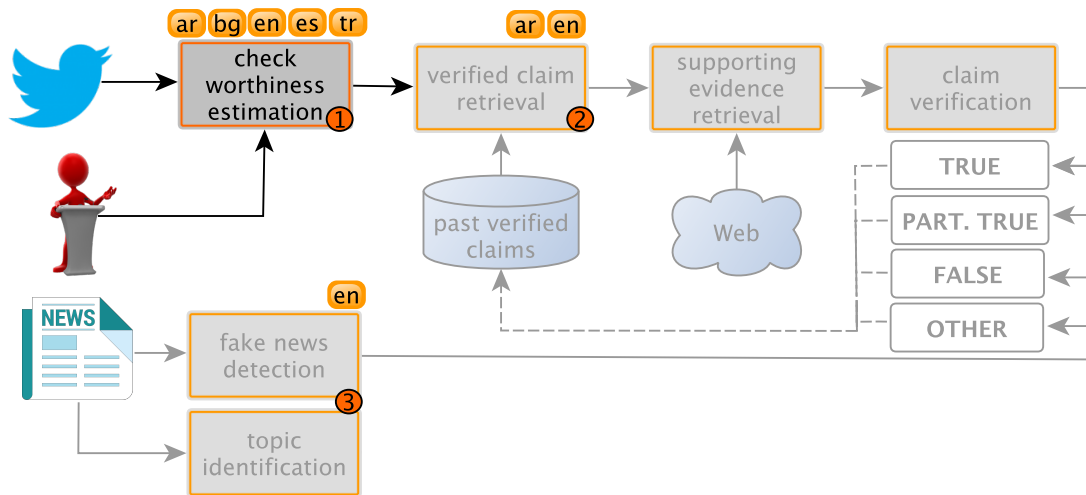 ar bg en es tr
check
worthiness
estimation
1
ar en
verified claim
retrieval
2
supporting
evidence
retrieval
claim
verification
TRUE
PART. TRUE
FALSE
OTHER
past verified
claims
Web
NEWS
en
fake news
detection
3
topic
identification